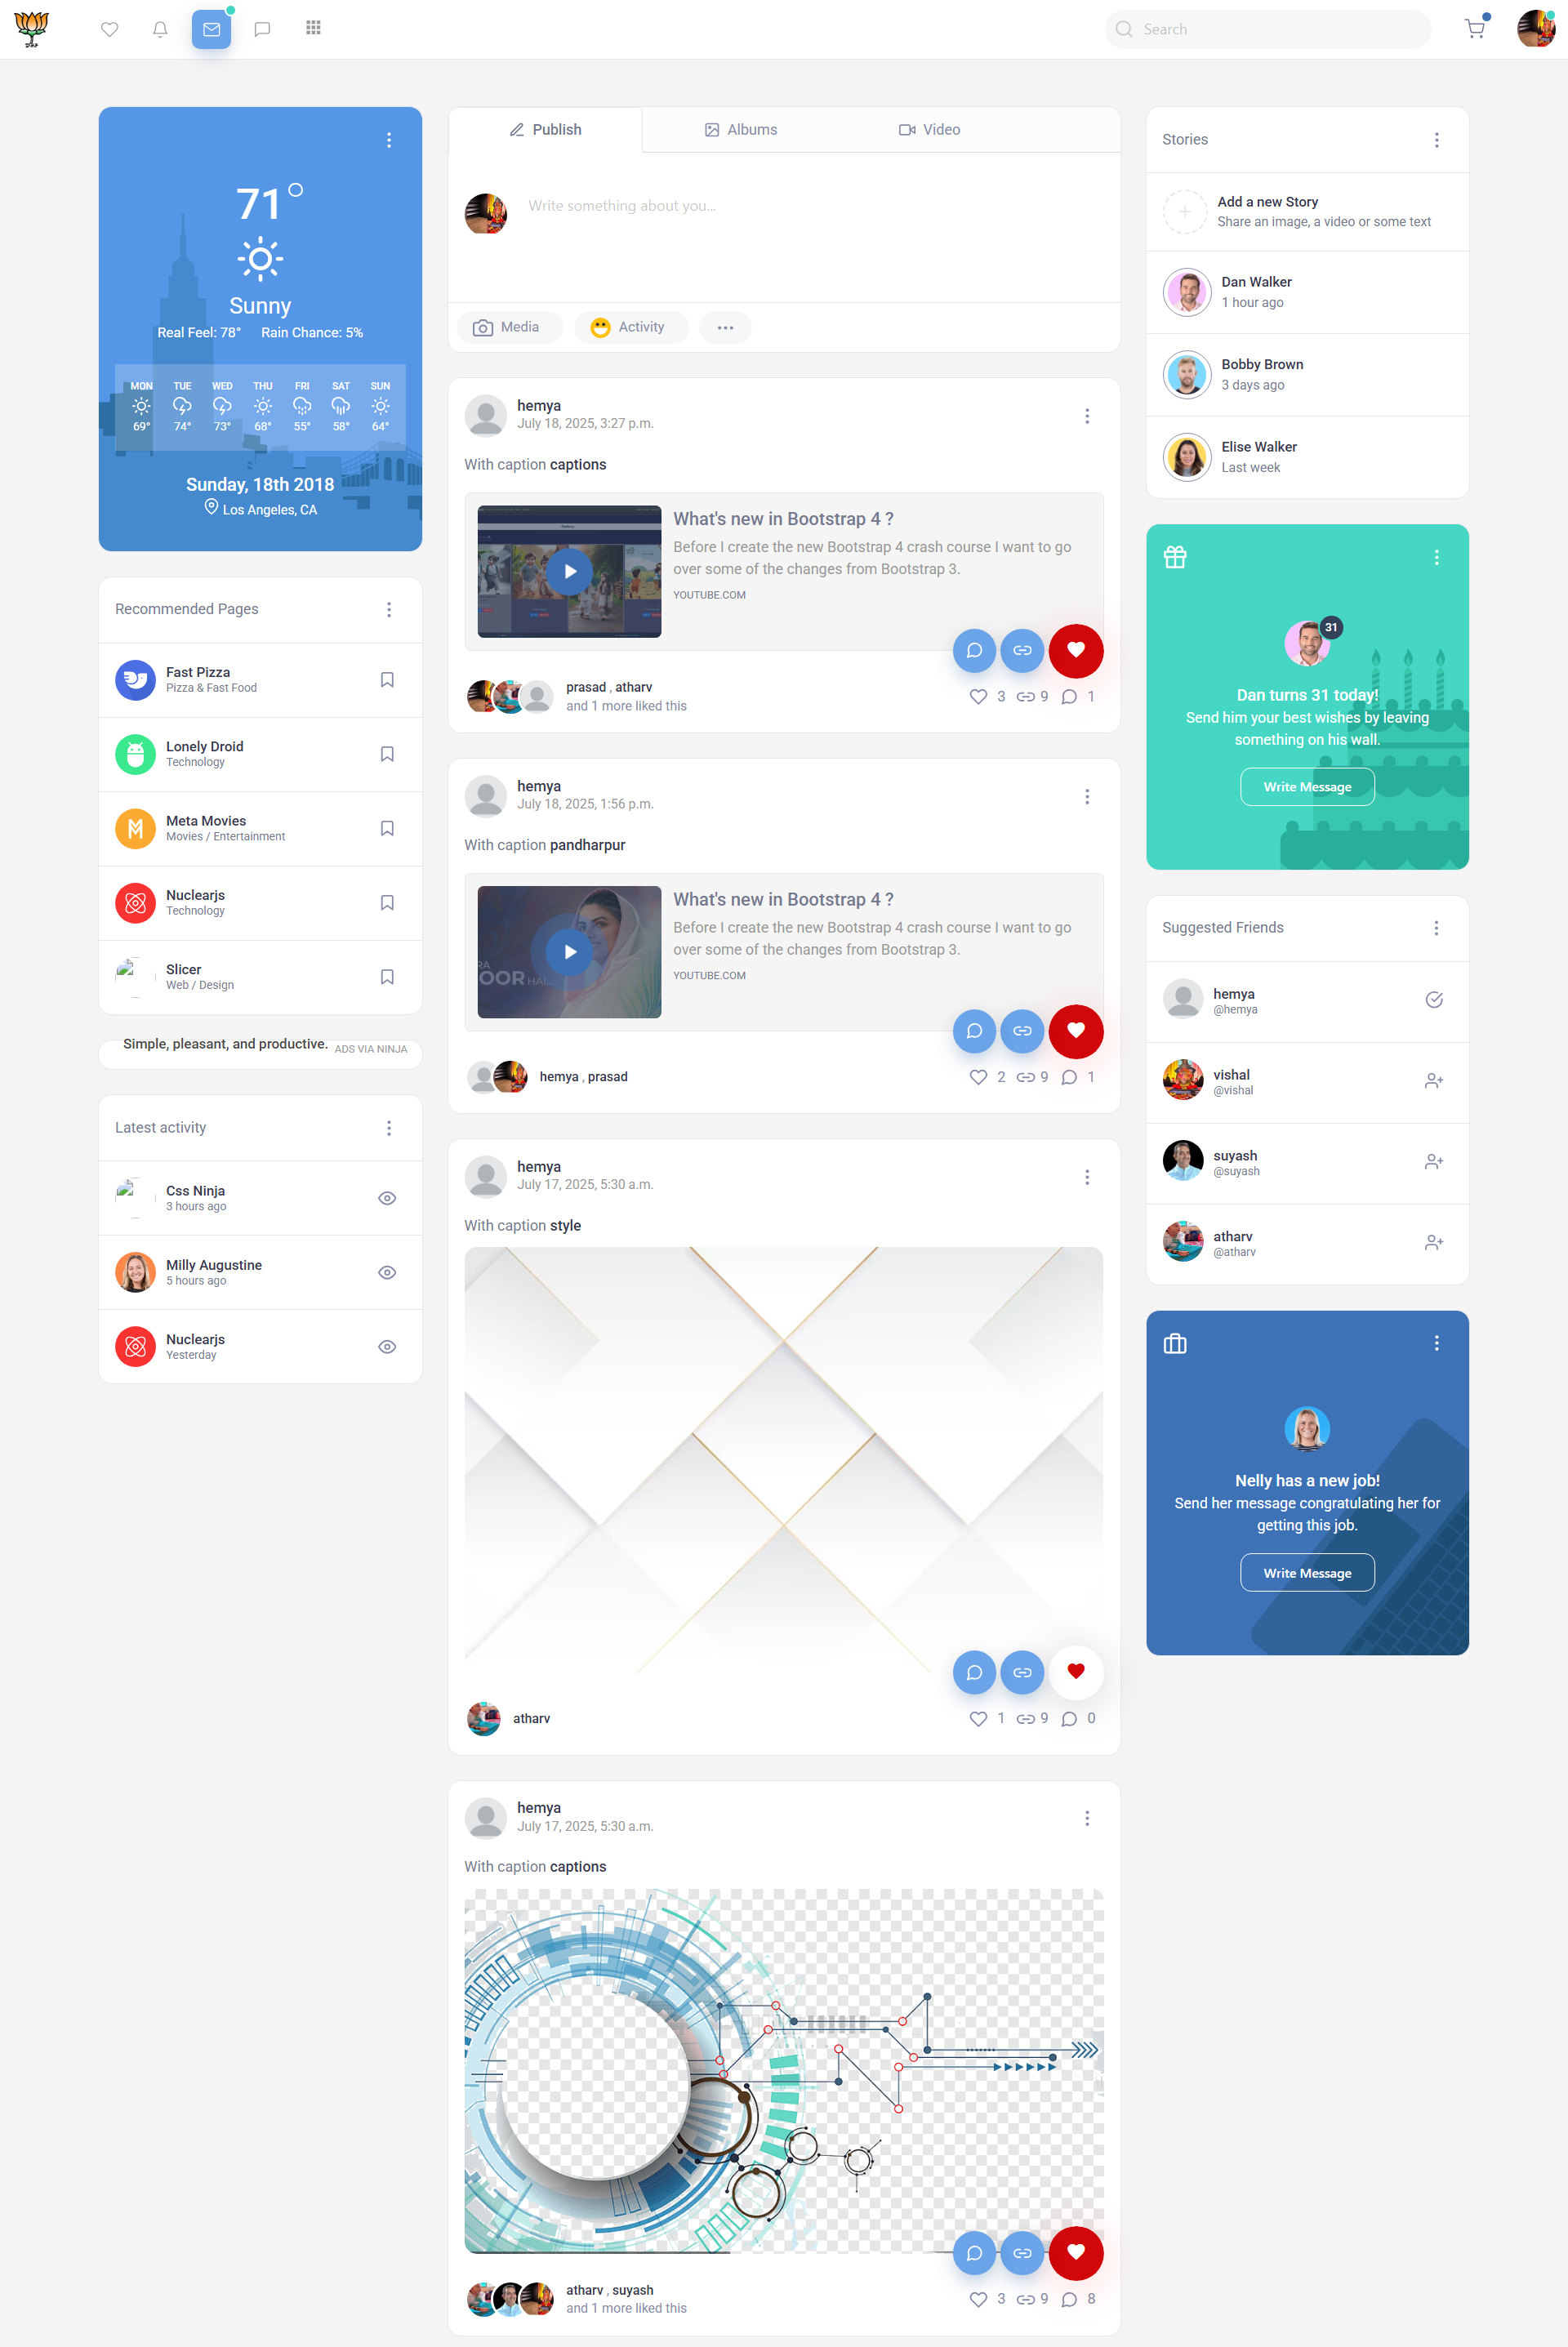 Search
71°
Sunny
Real Feel: 78° Rain Chance: 5%
MON TUE WED THU FRI SAT SUN
69° 74° 73° 68° 55° 58° 64°
Sunday, 18th 2018
Los Angeles, CA
Recommended Pages
Fast Pizza
Pizza & Fast Food
Lonely Droid
Technology
Meta Movies
Movies / Entertainment
Nuclearjs
Technology
Slicer
Web / Design
Simple, pleasant, and productive. ADS VIA NINJA
Latest activity
Css Ninja
3 hours ago
Milly Augustine
5 hours ago
Nuclearjs
Yesterday
Publish Albums Video
Write something about you...
Media Activity
hemya
July 18, 2025, 3:27 p.m.
With caption captions
What's new in Bootstrap 4 ?
Before I create the new Bootstrap 4 crash course I want to go
over some of the changes from Bootstrap 3.
YOUTUBE.COM
prasad , atharv
and 1 more liked this
3 9 1
hemya
July 18, 2025, 1:56 p.m.
With caption pandharpur
OOR
What's new in Bootstrap 4 ?
Before I create the new Bootstrap 4 crash course I want to go
over some of the changes from Bootstrap 3.
YOUTUBE.COM
hemya , prasad
2 9 1
hemya
July 17, 2025, 5:30 a.m.
With caption style
atharv
1 9 0
hemya
July 17, 2025, 5:30 a.m.
With caption captions
atharv , suyash
and 1 more liked this
3 9 8
Stories
Add a new Story
Share an image, a video or some text
Dan Walker
1 hour ago
Bobby Brown
3 days ago
Elise Walker
Last week
31
Dan turns 31 today!
Send him your best wishes by leaving
something on his wall.
Write Message
Suggested Friends
hemya
@hemya
vishal
@vishal
suyash
@suyash
atharv
@atharv
Nelly has a new job!
Send her message congratulating her for
getting this job.
Write Message